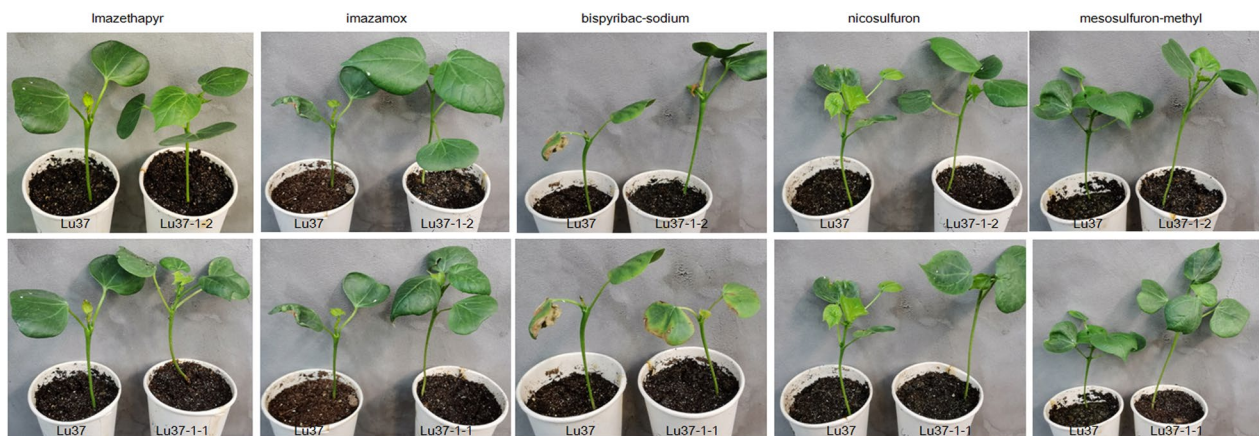 Imazethapyr imazamox bispyribac-sodium nicosulfuron mesosulfuron-methyl
Lu37 Lu37-1-2 Lu37 Lu37-1-2 Lu37 Lu37-1-2 Lu37 Lu37-1-2 Lu37 Lu37-1-2
Lu37 Lu37-1-1 Lu37 Lu37-1-1 Lu37 Lu37-1-1 Lu37 Lu37-1-1 Lu37 Lu37-1-1